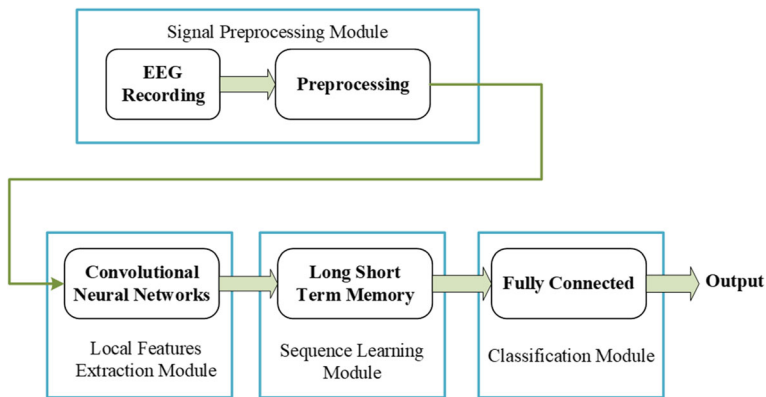 Signal Preprocessing Module
EEG
Recording
Preprocessing
Convolutional
Neural Networks
Long Short
Term Memory
Fully Connected
Output
Local Features
Extraction Module
Sequence Learning
Module
Classification Module